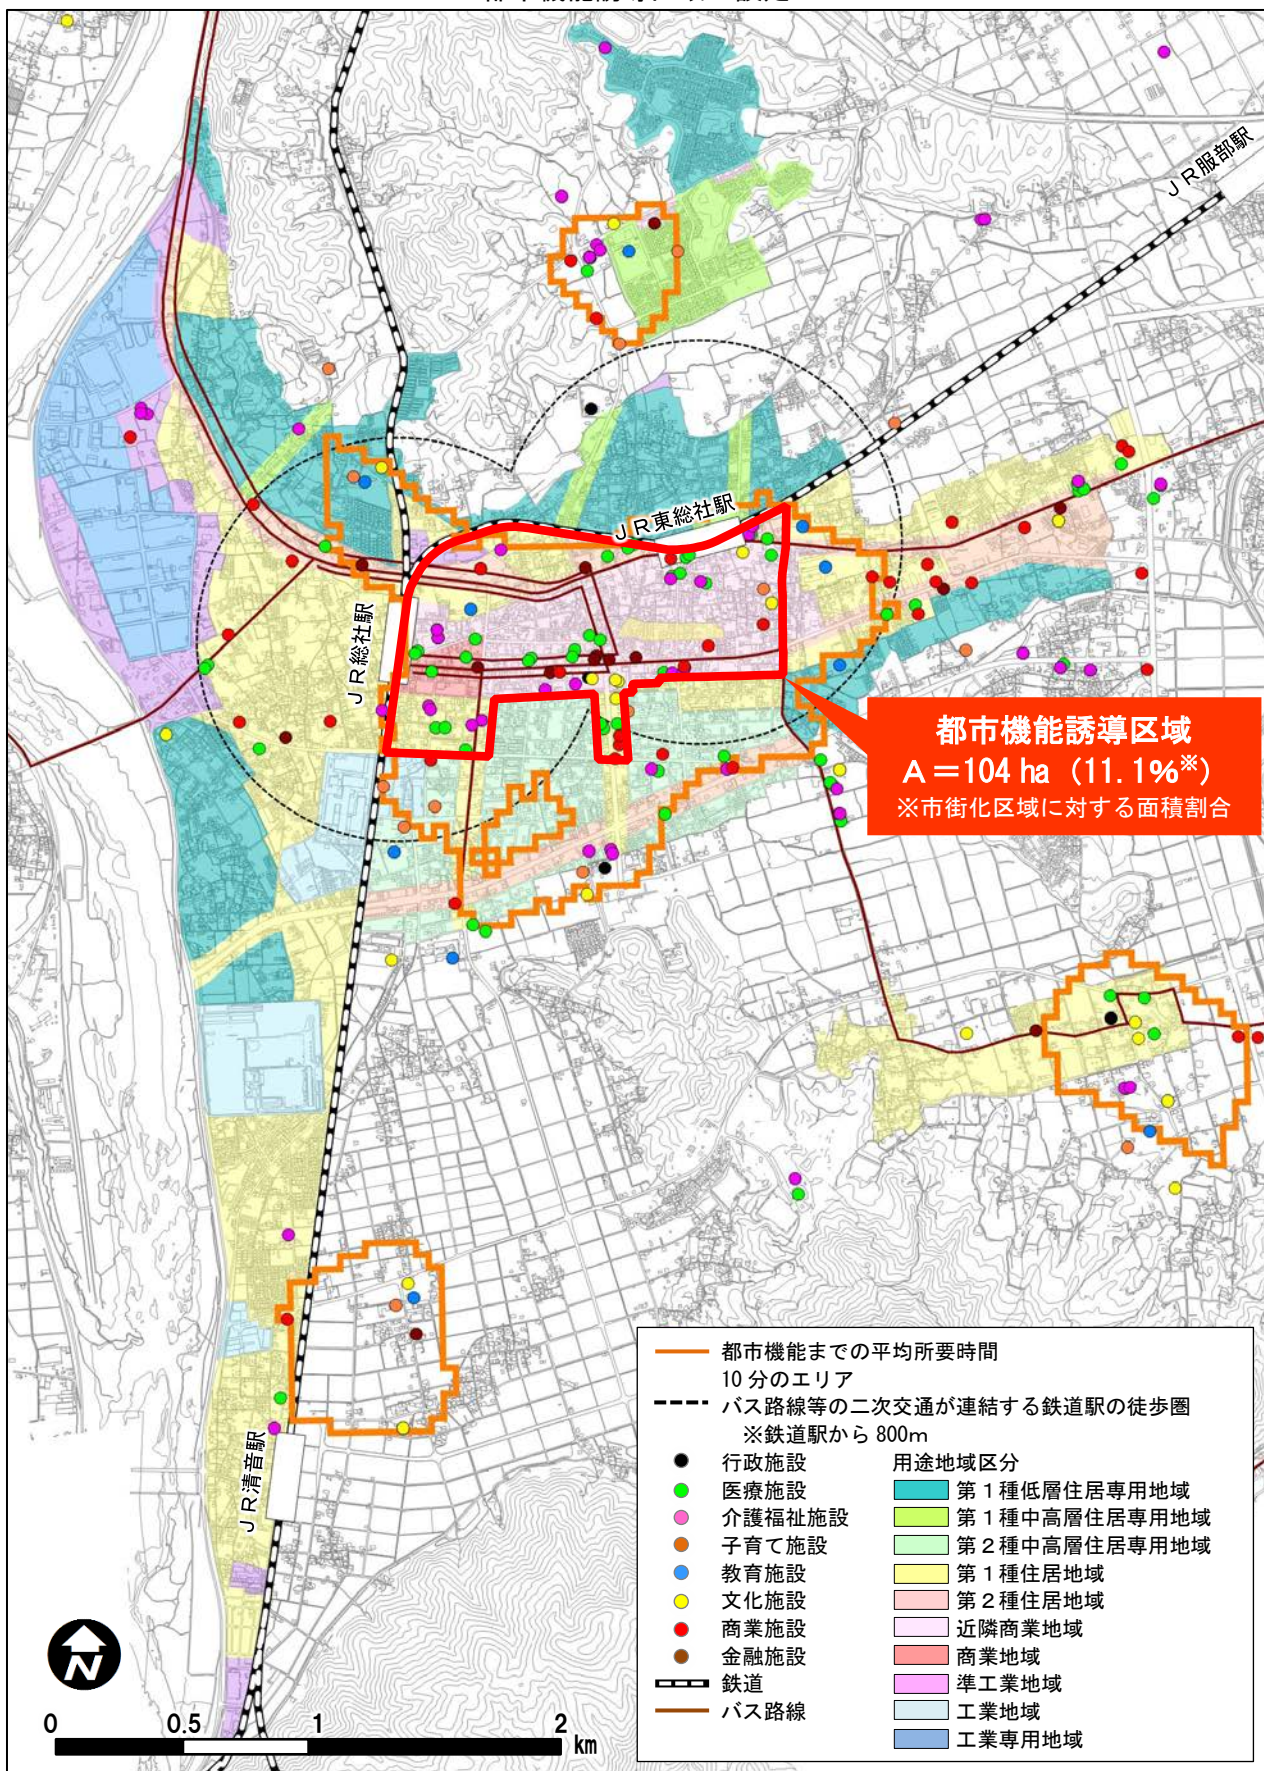 JR服部駅
JR東総社駅
JR総社駅
都市機能誘導区域
A=104 ha (11.1%※)
※市街化区域に対する面積割合
JR清音駅
都市機能までの平均所要時間
10分のエリア
バス路線等の二次交通が連結する鉄道駅の徒歩圏
※鉄道駅から800m
行政施設
医療施設
介護福祉施設
子育て施設
教育施設
文化施設
商業施設
金融施設
鉄道
バス路線
用途地域区分
第1種低層住居専用地域
第1種中高層住居専用地域
第2種中高層住居専用地域
第1種住居地域
第2種住居地域
近隣商業地域
商業地域
準工業地域
工業地域
工業専用地域
N
0 0.5 1 2 km